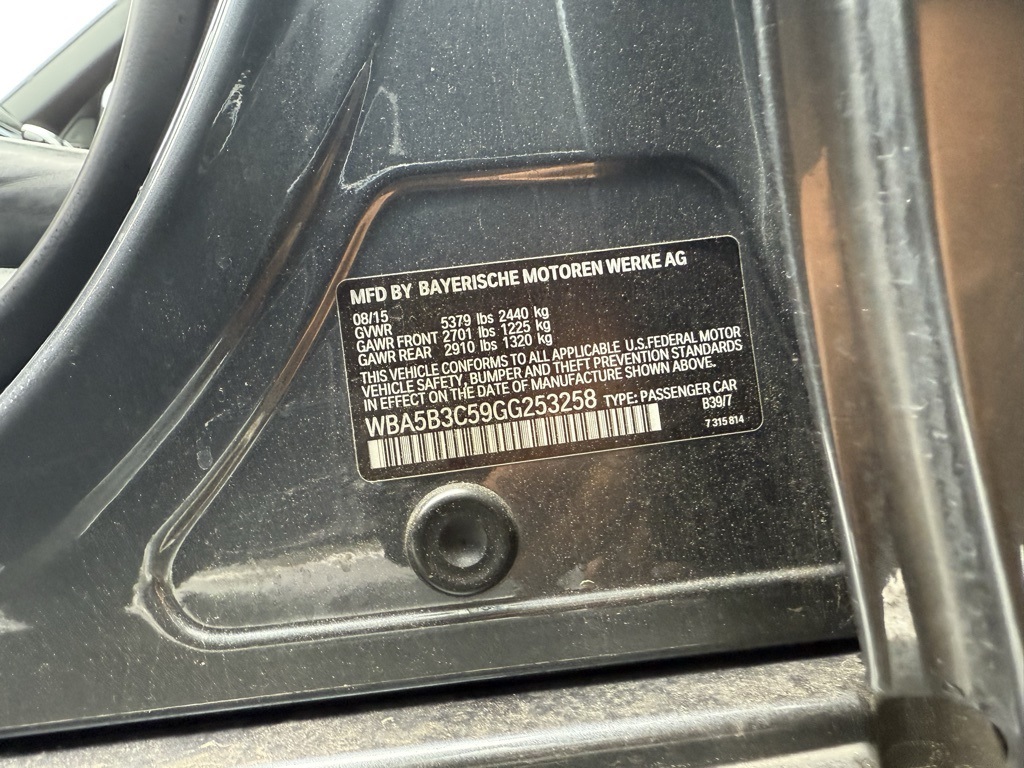 MFD BY BAYERISCHE MOTOREN WERKE AG
08/15
GVWR 5379 lbs 2440 kg
GAWR FRONT 2701 lbs 1225 kg
GAWR REAR 2910 lbs 1320 kg
THIS VEHICLE CONFORMS TO ALL APPLICABLE U.S.FEDERAL MOTOR
VEHICLE SAFETY, BUMPER AND THEFT PREVENTION STANDARDS
IN EFFECT ON THE DATE OF MANUFACTURE SHOWN ABOVE.
WBA5B3C59GG253258 TYPE: PASSENGER CAR
B39/7
7 315 814